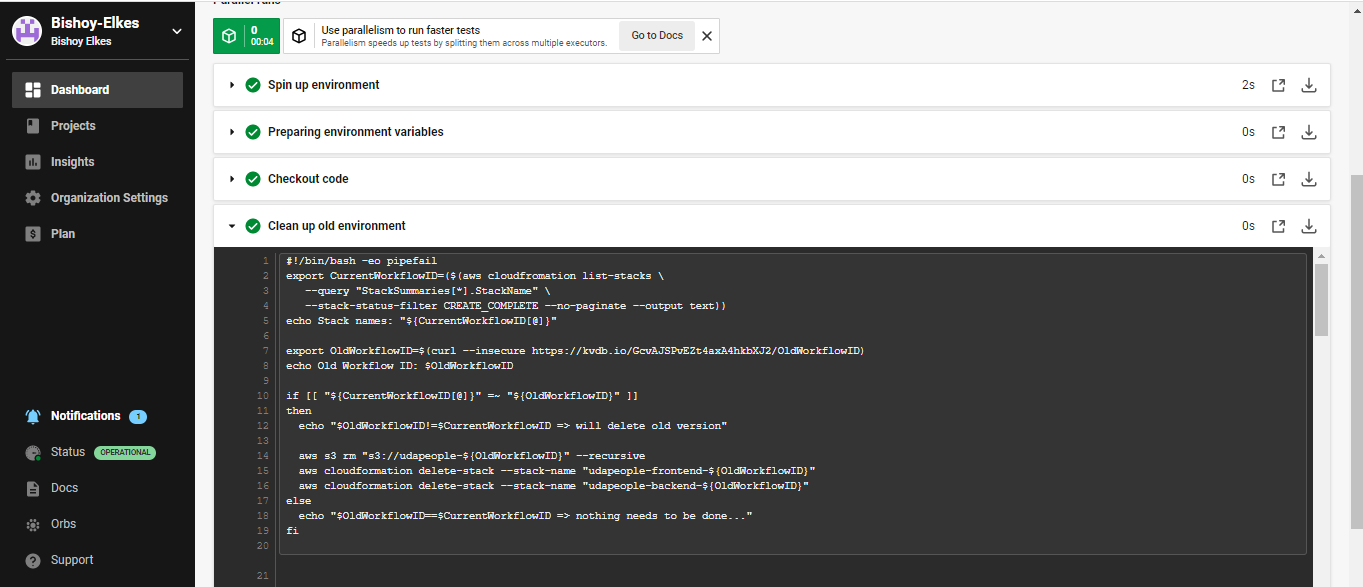 Bishoy-Elkes
Bishoy Elkes
Dashboard
Projects
Insights
Organization Settings
Plan
Notifications 1
Status OPERATIONAL
Docs
Orbs
Support
Parallel runs
0
00:04
Use parallelism to run faster tests
Parallelism speeds up tests by splitting them across multiple executors.
Go to Docs
Spin up environment 2s
Preparing environment variables 0s
Checkout code 0s
Clean up old environment 0s
1 #!/bin/bash -eo pipefail
2 export CurrentWorkflowID=($(aws cloudfromation list-stacks \
3 --query "StackSummaries[*].StackName" \
4 --stack-status-filter CREATE_COMPLETE --no-paginate --output text))
5 echo Stack names: "${CurrentWorkflowID[@]}"
6
7 export OldWorkflowID=$(curl --insecure https://kvdb.io/GcvAJSPvEZt4axA4hkbXJ2/OldWorkflowID)
8 echo Old Workflow ID: $OldWorkflowID
9
10 if [[ "${CurrentWorkflowID[@]}" =~ "${OldWorkflowID}" ]]
11 then
12 echo "$OldWorkflowID!=$CurrentWorkflowID => will delete old version"
13
14 aws s3 rm "s3://udapeople-${OldWorkflowID}" --recursive
15 aws cloudformation delete-stack --stack-name "udapeople-frontend-${OldWorkflowID}"
16 aws cloudformation delete-stack --stack-name "udapeople-backend-${OldWorkflowID}"
17 else
18 echo "$OldWorkflowID==$CurrentWorkflowID => nothing needs to be done..."
19 fi
20
21